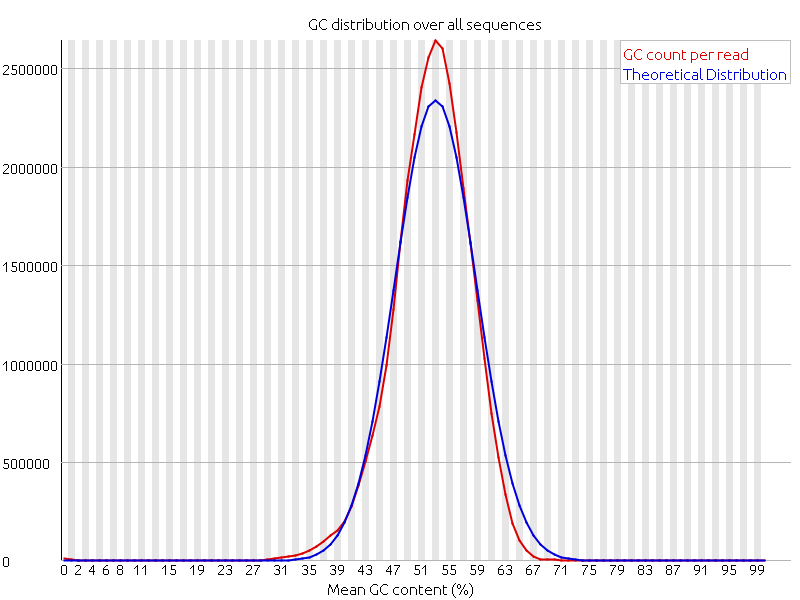 GC distribution over all sequences
GC count per read
Theoretical Distribution
2500000
2000000
1500000
1000000
500000
0
0 2 4 6 8 11 15 19 23 27 31 35 39 43 47 51 55 59 63 67 71 75 79 83 87 91 95 99
Mean GC content (%)